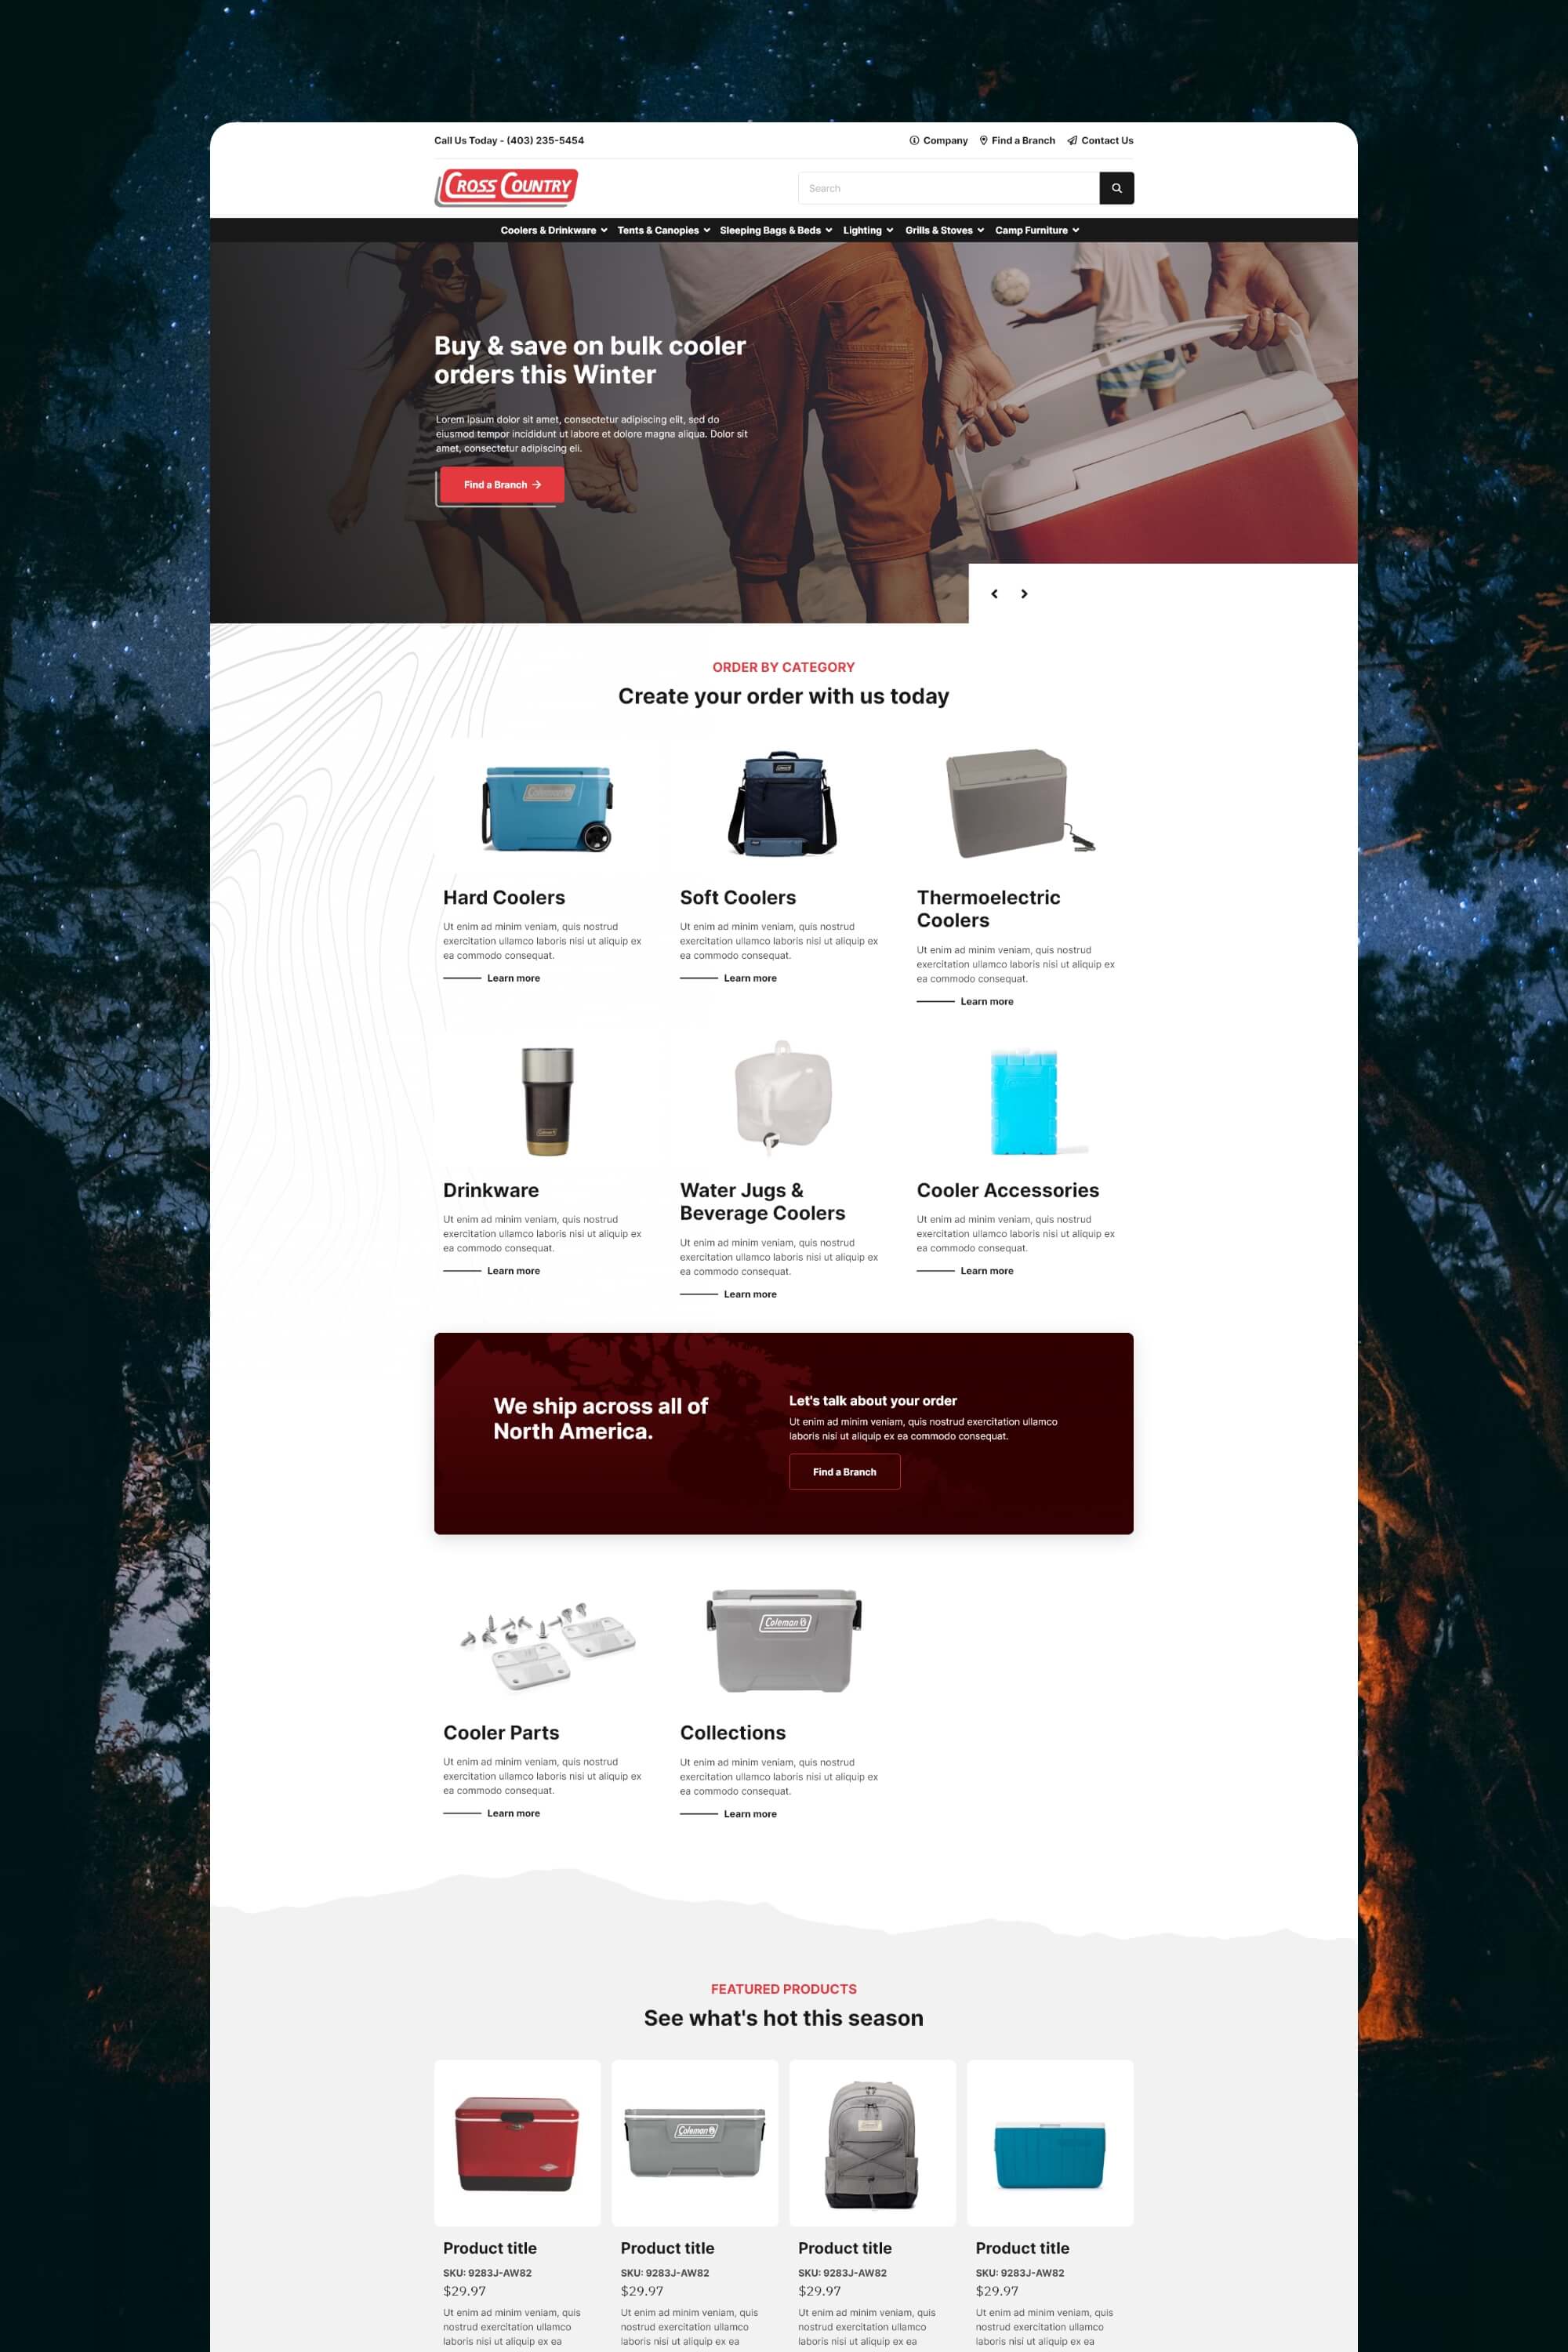 Call Us Today - (403) 235-5454
Company
Find a Branch
Contact Us
CROSS COUNTRY
Search
Coolers & Drinkware
Tents & Canopies
Sleeping Bags & Beds
Lighting
Grills & Stoves
Camp Furniture
Buy & save on bulk cooler
orders this Winter
Lorem ipsum dolor sit amet, consectetur adipiscing elit, sed do
eiusmod tempor incididunt ut labore et dolore magna aliqua. Dolor sit
amet, consectetur adipiscing eli.
Find a Branch
ORDER BY CATEGORY
Create your order with us today
Coleman
Coleman
Hard Coolers
Ut enim ad minim veniam, quis nostrud
exercitation ullamco laboris nisi ut aliquip ex
ea commodo consequat.
Learn more
Soft Coolers
Ut enim ad minim veniam, quis nostrud
exercitation ullamco laboris nisi ut aliquip ex
ea commodo consequat.
Learn more
Thermoelectric
Coolers
Ut enim ad minim veniam, quis nostrud
exercitation ullamco laboris nisi ut aliquip ex
ea commodo consequat.
Learn more
Coleman
Drinkware
Ut enim ad minim veniam, quis nostrud
exercitation ullamco laboris nisi ut aliquip ex
ea commodo consequat.
Learn more
Water Jugs &
Beverage Coolers
Ut enim ad minim veniam, quis nostrud
exercitation ullamco laboris nisi ut aliquip ex
ea commodo consequat.
Learn more
Cooler Accessories
Ut enim ad minim veniam, quis nostrud
exercitation ullamco laboris nisi ut aliquip ex
ea commodo consequat.
Learn more
We ship across all of
North America.
Let's talk about your order
Ut enim ad minim veniam, quis nostrud exercitation ullamco
laboris nisi ut aliquip ex ea commodo consequat.
Find a Branch
Coleman
Cooler Parts
Ut enim ad minim veniam, quis nostrud
exercitation ullamco laboris nisi ut aliquip ex
ea commodo consequat.
Learn more
Collections
Ut enim ad minim veniam, quis nostrud
exercitation ullamco laboris nisi ut aliquip ex
ea commodo consequat.
Learn more
FEATURED PRODUCTS
See what's hot this season
Coleman
Product title
SKU: 9283J-AW82
$29.97
Ut enim ad minim veniam, quis
nostrud exercitation ullamco
laboris nisi ut aliquip ex ea
Product title
SKU: 9283J-AW82
$29.97
Ut enim ad minim veniam, quis
nostrud exercitation ullamco
laboris nisi ut aliquip ex ea
Product title
SKU: 9283J-AW82
$29.97
Ut enim ad minim veniam, quis
nostrud exercitation ullamco
laboris nisi ut aliquip ex ea
Product title
SKU: 9283J-AW82
$29.97
Ut enim ad minim veniam, quis
nostrud exercitation ullamco
laboris nisi ut aliquip ex ea